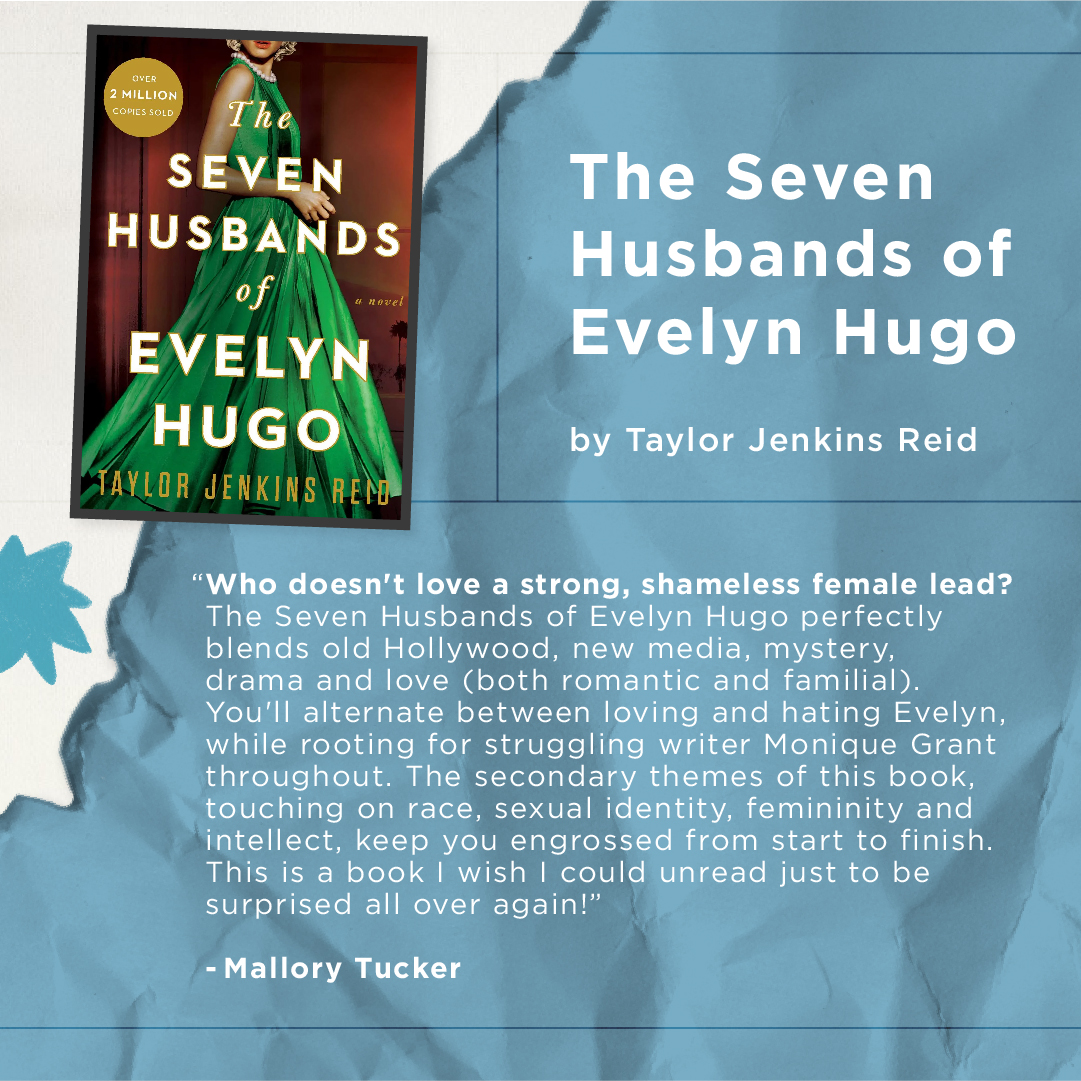 OVER
2 MILLION
COPIES SOLD
The
SEVEN
HUSBANDS
of
a novel
EVELYN
HUGO
TAYLOR JENKINS REID
The Seven
Husbands of
Evelyn Hugo
by Taylor Jenkins Reid
“Who doesn't love a strong, shameless female lead?
The Seven Husbands of Evelyn Hugo perfectly
blends old Hollywood, new media, mystery,
drama and love (both romantic and familial).
You'll alternate between loving and hating Evelyn,
while rooting for struggling writer Monique Grant
throughout. The secondary themes of this book,
touching on race, sexual identity, femininity and
intellect, keep you engrossed from start to finish.
This is a book I wish I could unread just to be
surprised all over again!”
- Mallory Tucker